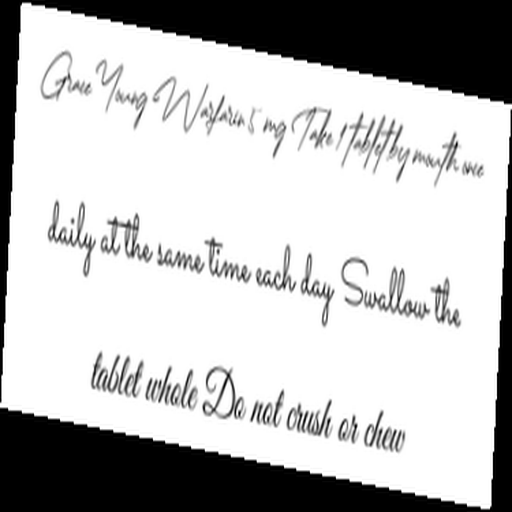 Grace Young Warfarin 5 mg Take 1 tablet by mouth once
daily at the same time each day Swallow the
tablet whole Do not crush or chew